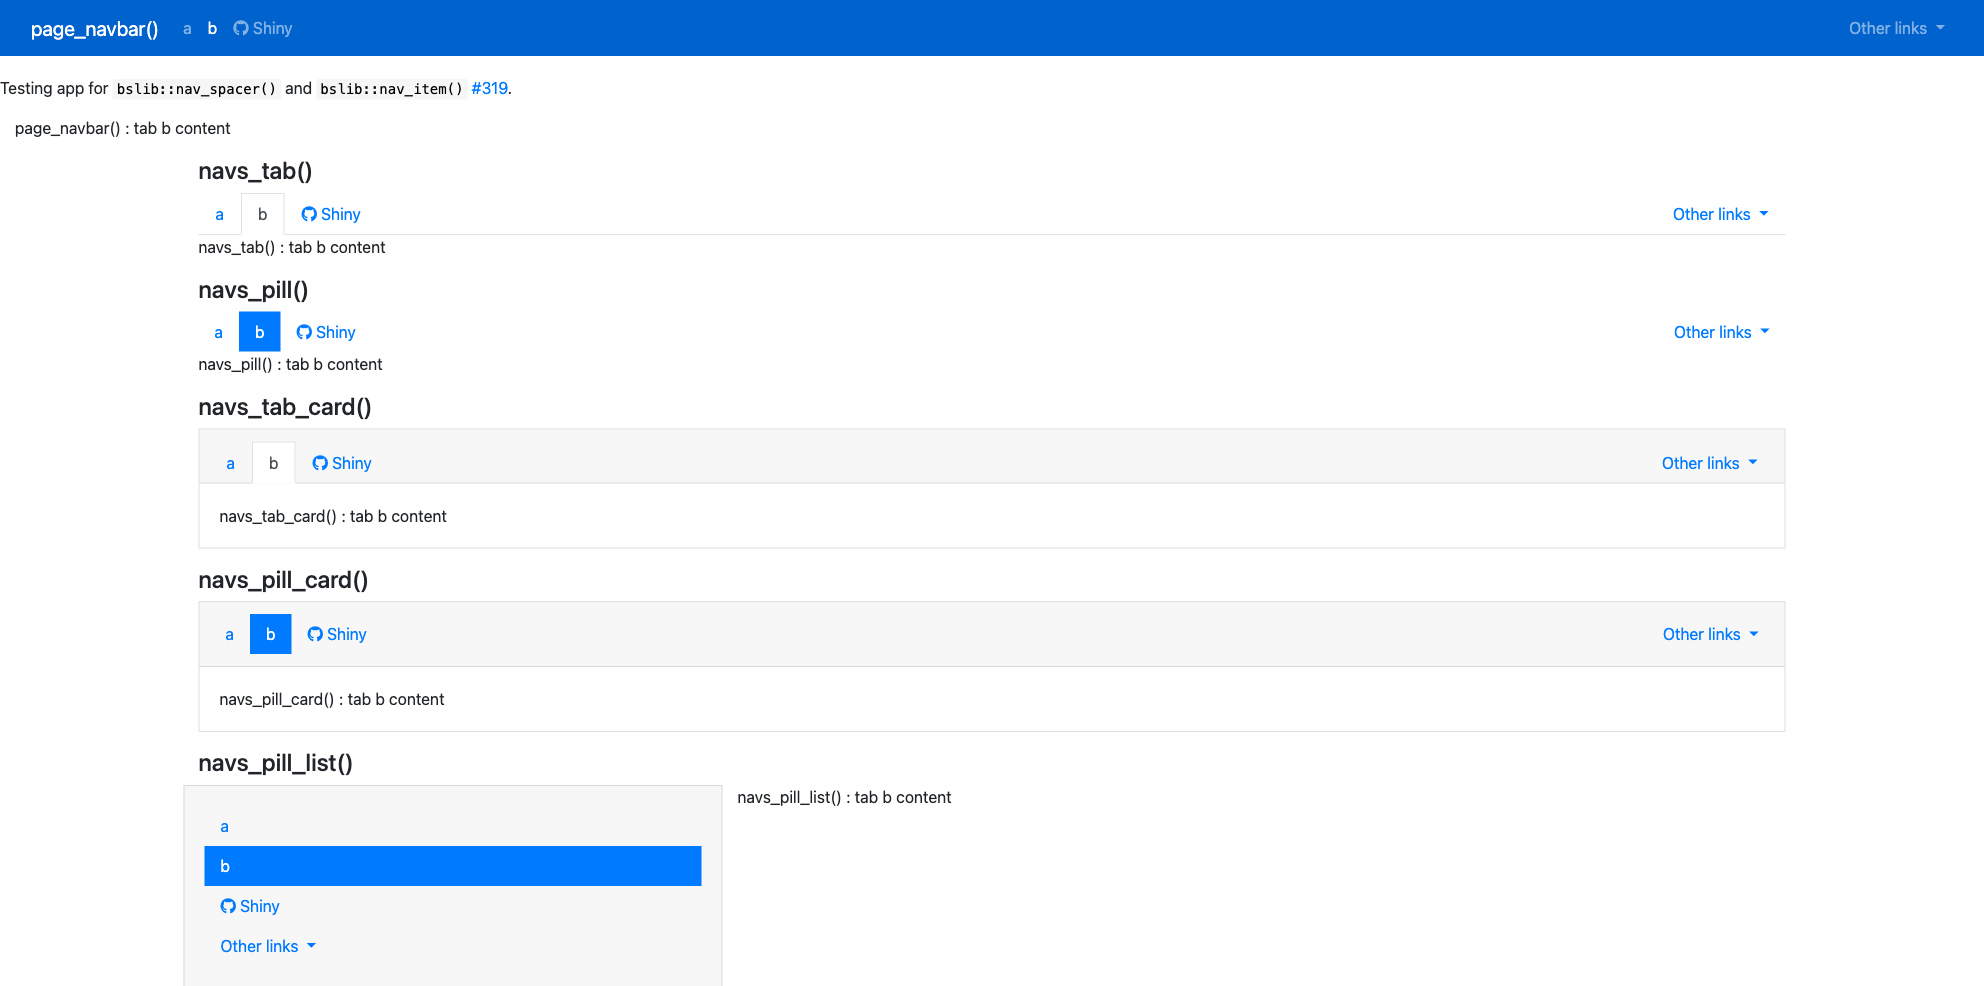 page_navbar() a b Shiny Other links
Testing app for bslib::nav_spacer() and bslib::nav_item() #319.
page_navbar() : tab b content
navs_tab()
a b Shiny Other links
navs_tab() : tab b content
navs_pill()
a b Shiny Other links
navs_pill() : tab b content
navs_tab_card()
a b Shiny Other links
navs_tab_card() : tab b content
navs_pill_card()
a b Shiny Other links
navs_pill_card() : tab b content
navs_pill_list()
navs_pill_list() : tab b content
a
b
Shiny
Other links